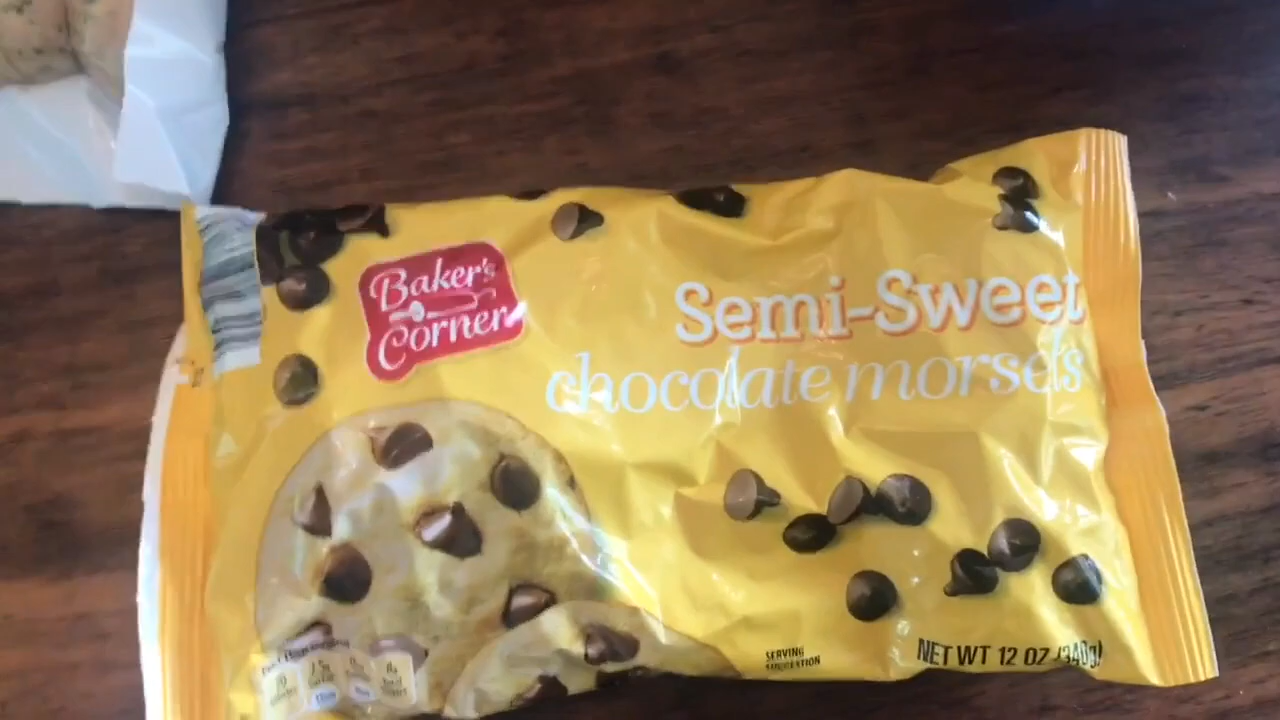 Baker's
Corner
Semi-Sweet
chocolate morsels
SERVING
SUGGESTION
NET WT 12 OZ (340g)